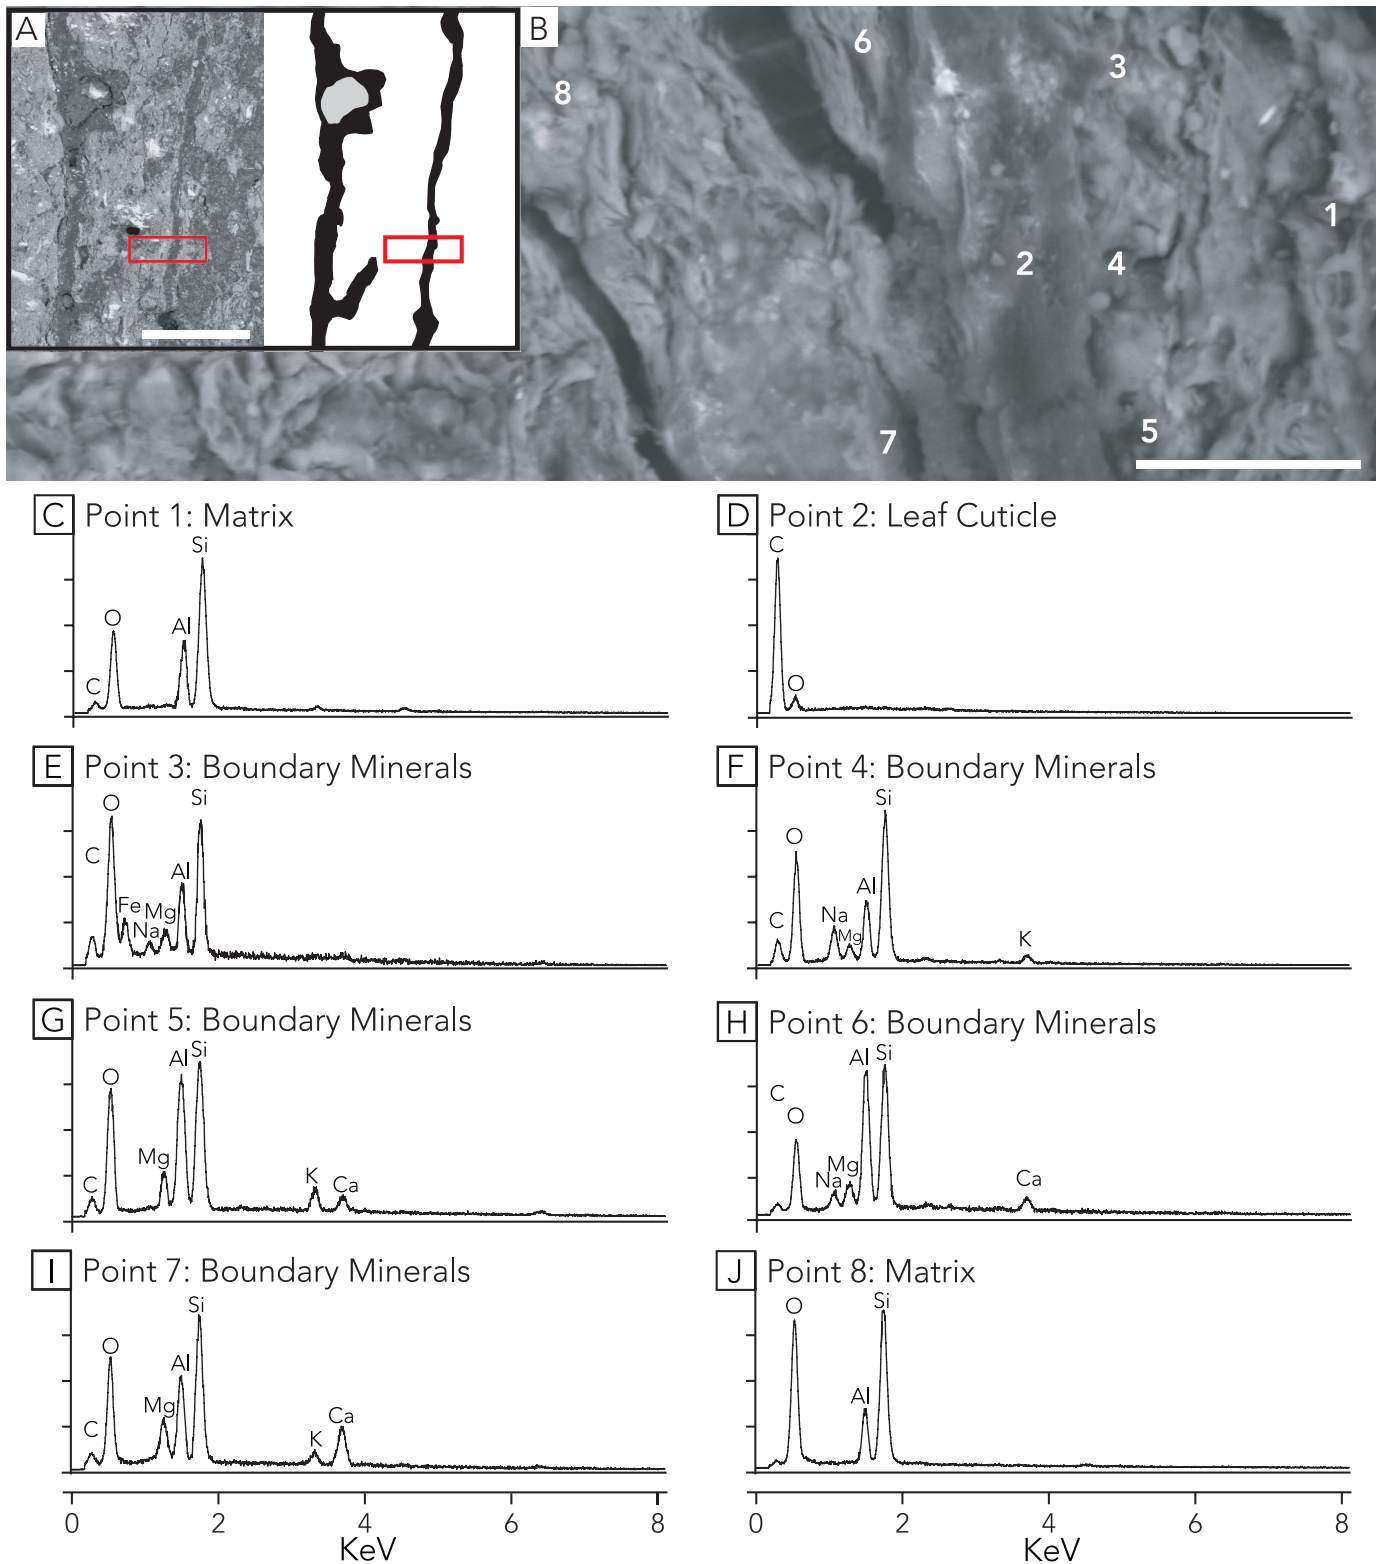 A
B
6
3
8
1
2
4
5
7
C Point 1: Matrix
Si
O
Al
C
D Point 2: Leaf Cuticle
C
O
E Point 3: Boundary Minerals
O
Si
C
Al
Fe
Mg
Na
F Point 4: Boundary Minerals
Si
O
Al
Na
C
Mg
K
G Point 5: Boundary Minerals
Si
Al
O
Mg
K
C
Ca
H Point 6: Boundary Minerals
Al
Si
C
O
Mg
Na
Ca
I Point 7: Boundary Minerals
Si
O
Al
Mg
Ca
C
K
J Point 8: Matrix
Si
O
Al
0 2 4 6 8
KeV
0 2 4 6 8
KeV